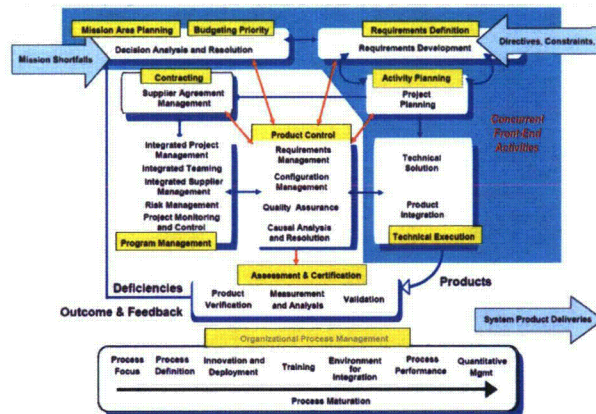 Mission Area Planning
Budgeting Priority
Requirements Definition
Decision Analysis and Resolution
Requirements Development
Directives, Constraints,
Mission Shortfalls
Contracting
Activity Planning
Supplier Agreement
Management
Project
Planning
Concurrent
Front-End
Activities
Product Control
Integrated Project
Management
Integrated Teaming
Integrated Supplier
Management
Risk Management
Project Monitoring
and Control
Program Management
Requirements
Management
Configuration
Management
Quality Assurance
Causal Analysis
and Resolution
Technical
Solution
Product
Integration
Technical Execution
Assessment & Certification
Deficiencies
Products
Product
Verification
Measurement
and Analysis
Validation
Outcome & Feedback
System Product Deliveries
Organizational Process Management
Process
Focus
Process
Definition
Innovation and
Deployment
Training
Environment
for
Integration
Process
Performance
Quantitative
Mgmt
Process Maturation